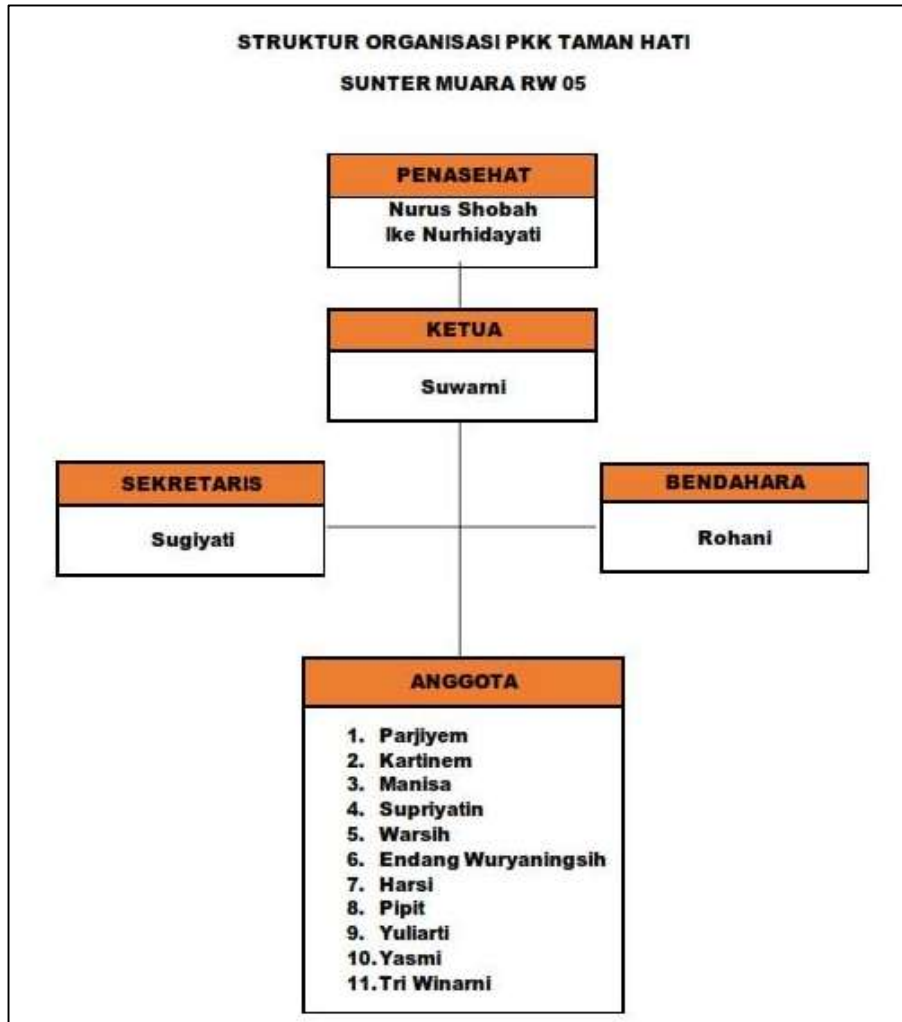 STRUKTUR ORGANISASI PKK TAMAN HATI
SUNTER MUARA RW 05
PENASEHAT
Nurus Shobah
Ike Nurhidayati
KETUA
Suwarni
SEKRETARIS
Sugiyati
BENDAHARA
Rohani
ANGGOTA
1. Parjiyem
2. Kartinem
3. Manisa
4. Supriyatin
5. Warsih
6. Endang Wuryaningsih
7. Harsi
8. Pipit
9. Yuliarti
10. Yasmi
11. Tri Winarni